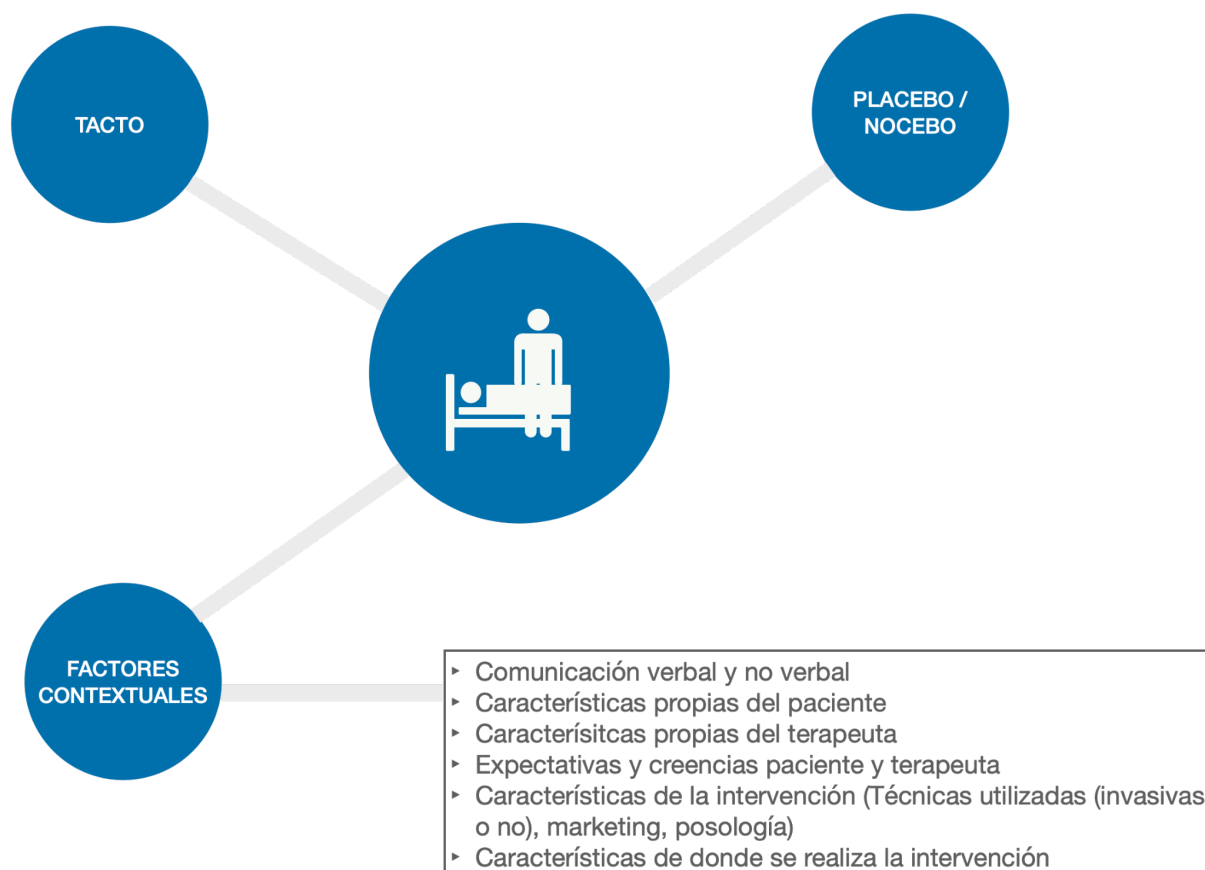 TACTO
PLACEBO /
NOCEBO
FACTORES
CONTEXTUALES
‣ Comunicación verbal y no verbal
‣ Características propias del paciente
‣ Caracterísitcas propias del terapeuta
‣ Expectativas y creencias paciente y terapeuta
‣ Características de la intervención (Técnicas utilizadas (invasivas
o no), marketing, posología)
‣ Características de donde se realiza la intervención